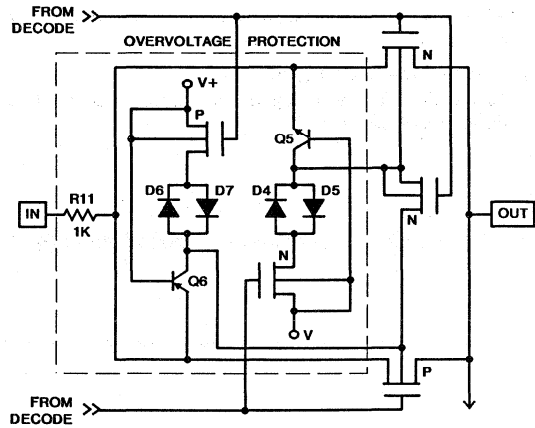 FROM
DECODE
OVERVOLTAGE PROTECTION
N
V+
P
Q5
D6 D7 D4 D5
R11
IN
1K
N
OUT
N
Q6
V
P
FROM
DECODE